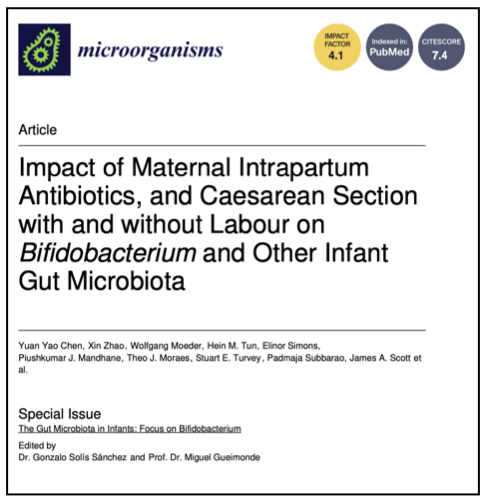 microorganisms
IMPACT
FACTOR
4.1
Indexed in:
PubMed
CITESCORE
7.4
Article
Impact of Maternal Intrapartum
Antibiotics, and Caesarean Section
with and without Labour on
Bifidobacterium and Other Infant
Gut Microbiota
Yuan Yao Chen, Xin Zhao, Wolfgang Moeder, Hein M. Tun, Elinor Simons,
Piushkumar J. Mandhane, Theo J. Moraes, Stuart E. Turvey, Padmaja Subbarao, James A. Scott et
al.
Special Issue
The Gut Microbiota in Infants: Focus on Bifidobacterium
Edited by
Dr. Gonzalo Solís Sánchez and Prof. Dr. Miguel Gueimonde